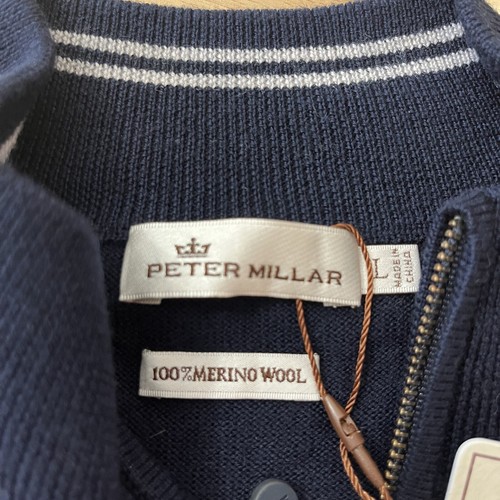 PETER MILLAR
L
MADE IN
CHINA
100% MERINO WOOL